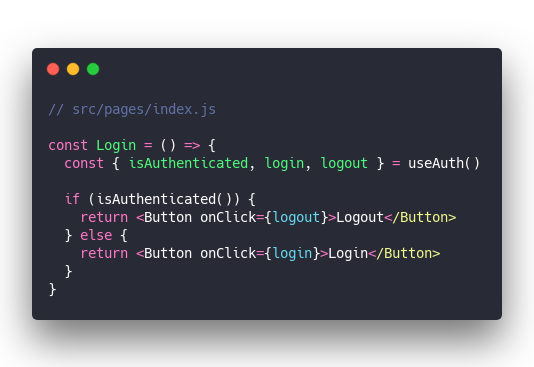 // src/pages/index.js
const Login = () => {
const { isAuthenticated, login, logout } = useAuth()
if (isAuthenticated()) {
return <Button onClick={logout}>Logout</Button>
} else {
return <Button onClick={login}>Login</Button>
}
}